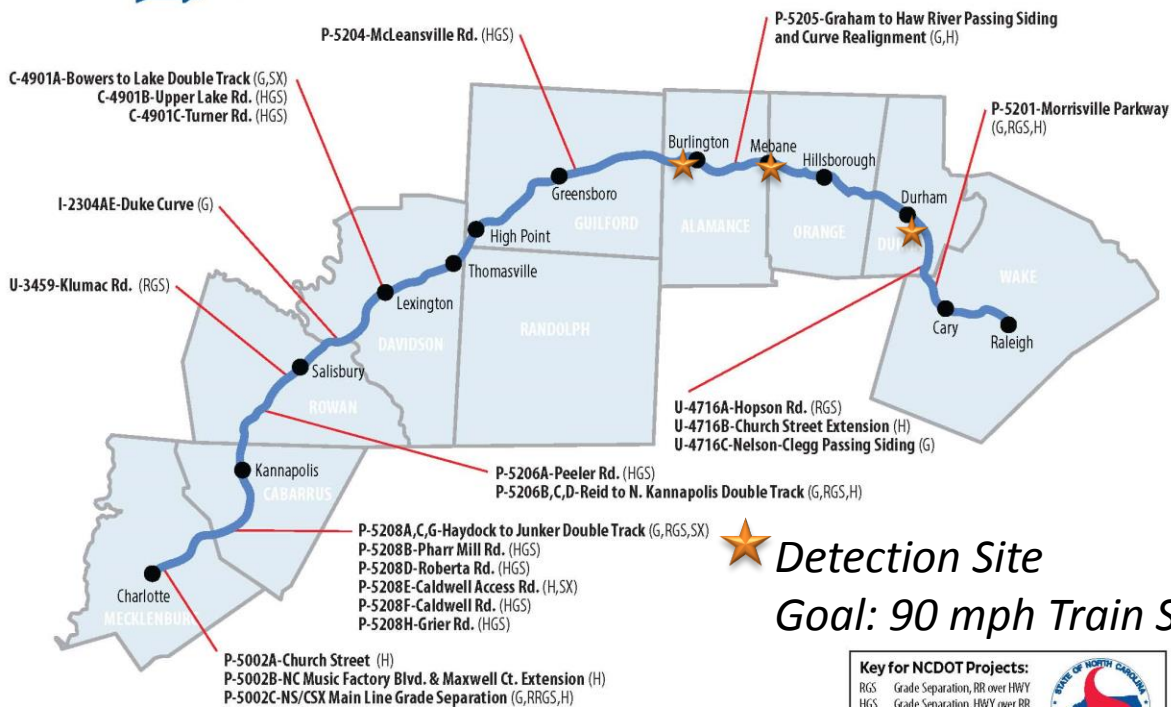 P-5205-Graham to Haw River Passing Siding
and Curve Realignment (G,H)
P-5204-McLeansville Rd. (HGS)
C-4901A-Bowers to Lake Double Track (G,SX)
C-4901B-Upper Lake Rd. (HGS)
C-4901C-Turner Rd. (HGS)
P-5201-Morrisville Parkway
(G,RGS,H)
Burlington
Mebane
Hillsborough
Greensboro
Durham
I-2304AE-Duke Curve (G)
GUILFORD
ALAMANCE
ORANGE
High Point
Thomasville
WAKE
U-3459-Klumac Rd. (RGS)
Lexington
RANDOLPH
DAVIDSON
Cary
Raleigh
Salisbury
ROWAN
U-4716A-Hopson Rd. (RGS)
U-4716B-Church Street Extension (H)
U-4716C-Nelson-Clegg Passing Siding (G)
Kannapolis
CABARRUS
P-5206A-Peeler Rd. (HGS)
P-5206B,C,D-Reid to N. Kannapolis Double Track (G,RGS,H)
P-5208A,C,G-Haydock to Junker Double Track (G,RGS,SX)
P-5208B-Pharr Mill Rd. (HGS)
P-5208D-Roberta Rd. (HGS)
P-5208E-Caldwell Access Rd. (H,SX)
P-5208F-Caldwell Rd. (HGS)
P-5208H-Grier Rd. (HGS)
Detection Site
Goal: 90 mph Train S
Charlotte
MECKLENBURG
P-5002A-Church Street (H)
P-5002B-NC Music Factory Blvd. & Maxwell Ct. Extension (H)
P-5002C-NS/CSX Main Line Grade Separation (G,RRGS,H)
Key for NCDOT Projects:
RGS Grade Separation, RR over HWY
HGS Grade Separation, HWY over RR
STATE OF NORTH CAROLINA